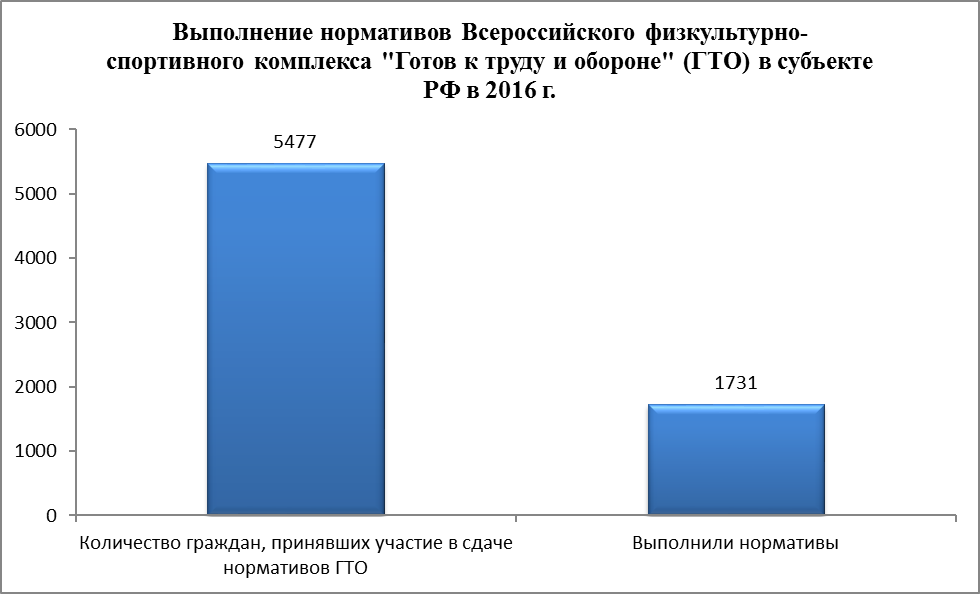 Выполнение нормативов Всероссийского физкультурно-
спортивного комплекса "Готов к труду и обороне" (ГТО) в субъекте
РФ в 2016 г.
6000
5000
4000
3000
2000
1000
0
5477
1731
Количество граждан, принявших участие в сдаче
нормативов ГТО
Выполнили нормативы